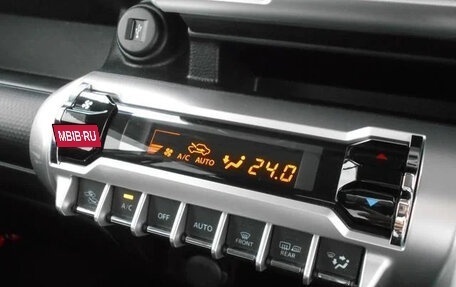 MBIB.RU
A/C AUTO 24.0
A/C OFF AUTO FRONT REAR